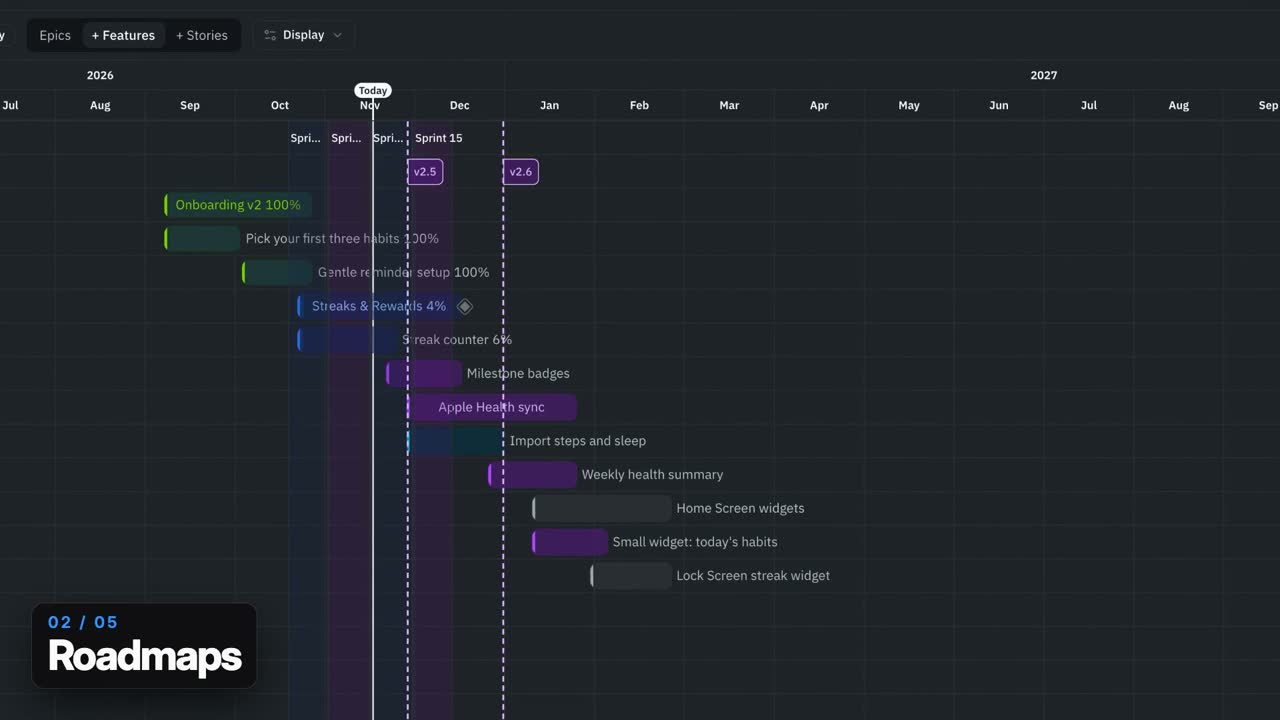 y
Epics
+ Features
+ Stories
Display
2026
2027
Today
Jul
Aug
Sep
Oct
Nov
Dec
Jan
Feb
Mar
Apr
May
Jun
Jul
Aug
Sep
Spri...
Spri...
Spri...
Sprint 15
v2.5
v2.6
Onboarding v2 100%
Pick your first three habits 100%
Gentle reminder setup 100%
Streaks & Rewards 4%
Streak counter 6%
Milestone badges
Apple Health sync
Import steps and sleep
Weekly health summary
Home Screen widgets
Small widget: today's habits
Lock Screen streak widget
02 / 05
Roadmaps